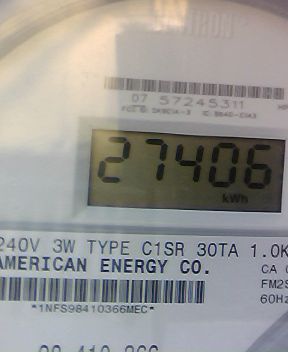 07 57245311
27406
kWh
240V 3W TYPE C1SR 30TA 1.0K
AMERICAN ENERGY CO.
CA
FM2S
60Hz
*1NFS98410366MEC*